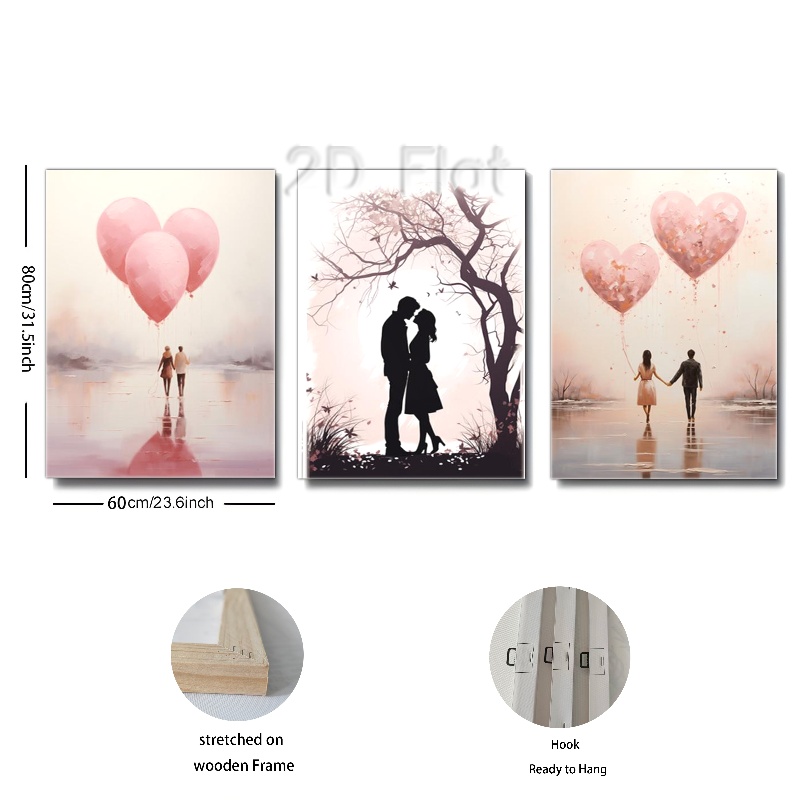 2D Flat
80cm/31.5inch
60cm/23.6inch
stretched on
wooden Frame
Hook
Ready to Hang